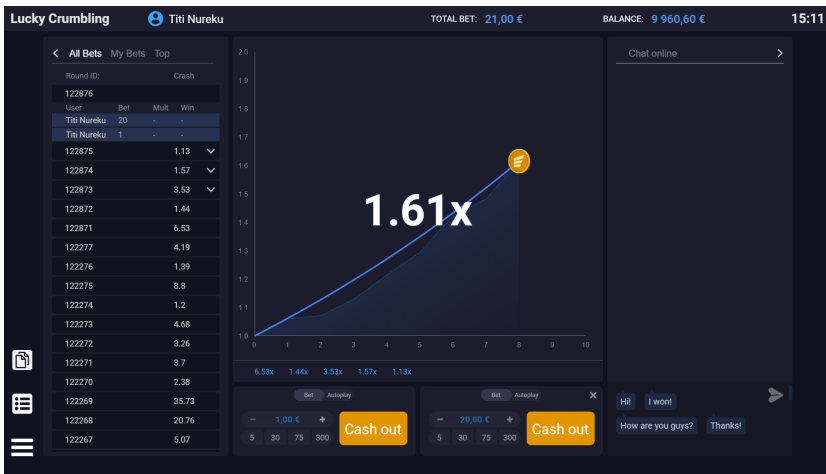 Lucky Crumbling
Titi Nureku
TOTAL BET: 21,00 €
BALANCE: 9 960,60 €
15:11
All Bets My Bets Top
Round ID: Crash
122876
User Bet Mult Win
Titi Nureku 20 - -
Titi Nureku 1 - -
122875 1.13
122874 1.57
122873 3.53
122872 1.44
122871 6.53
122277 4.19
122276 1.39
122275 8.8
122274 1.2
122273 4.68
122272 3.26
122271 3.7
122270 2.38
122269 35.73
122268 20.76
122267 5.07
2.0
1.9
1.8
1.7
1.6
1.5
1.4
1.3
1.2
1.1
1.0
0 1 2 3 4 5 6 7 8 9 10
1.61x
6.53x 1.44x 3.53x 1.57x 1.13x
Bet Autoplay
− 1,00 € +
5 30 75 300
Cash out
Bet Autoplay
− 20,00 € +
5 30 75 300
Cash out
Chat online
Hi! I won!
How are you guys? Thanks!